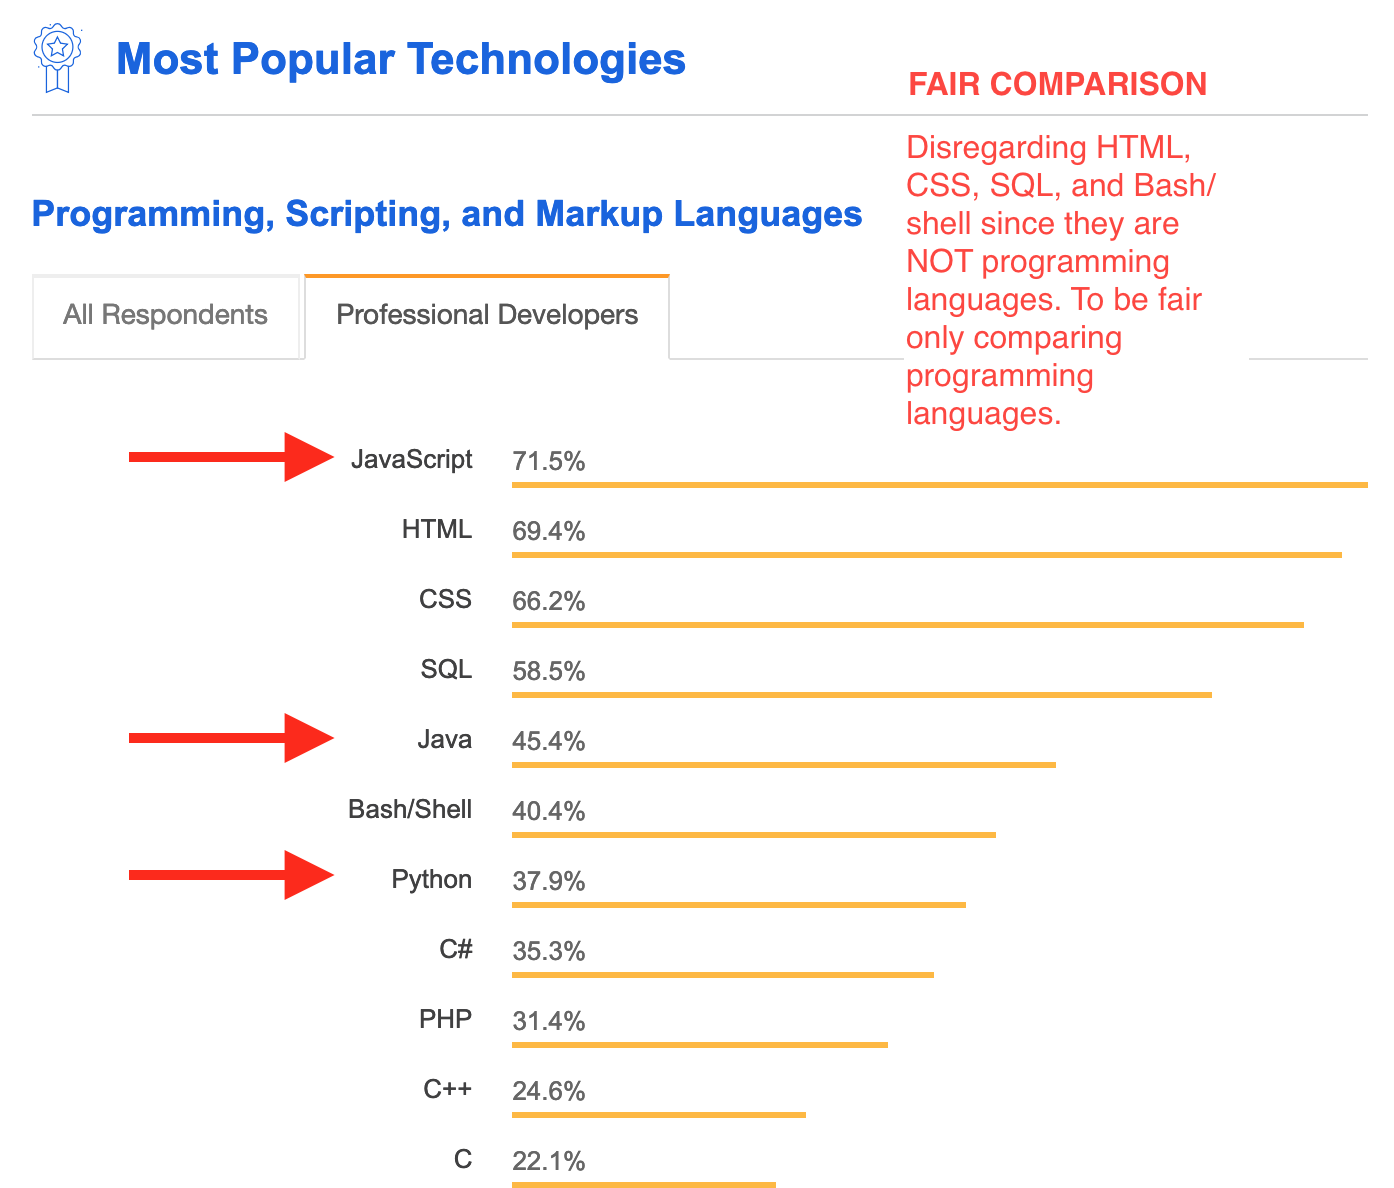 Most Popular Technologies
FAIR COMPARISON
Disregarding HTML,
CSS, SQL, and Bash/
shell since they are
NOT programming
languages. To be fair
only comparing
programming
languages.
Programming, Scripting, and Markup Languages
All Respondents
Professional Developers
JavaScript 71.5%
HTML 69.4%
CSS 66.2%
SQL 58.5%
Java 45.4%
Bash/Shell 40.4%
Python 37.9%
C# 35.3%
PHP 31.4%
C++ 24.6%
C 22.1%